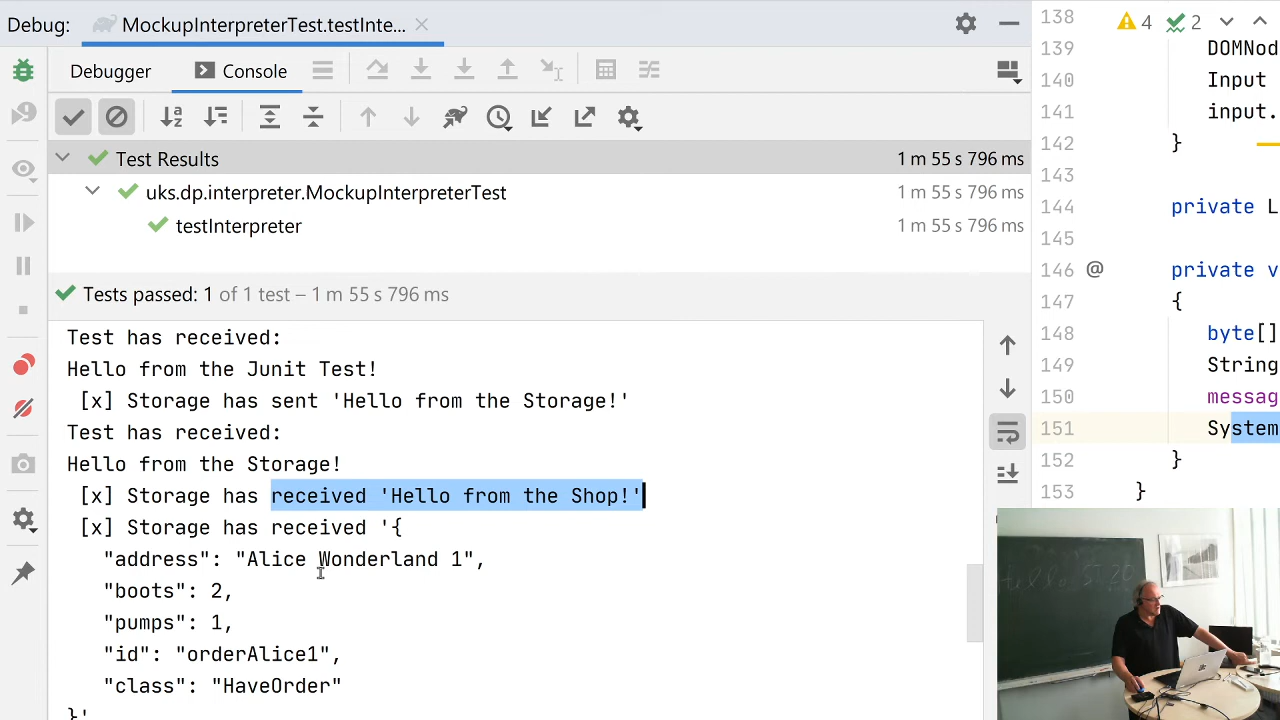 Debug: MockupInterpreterTest.testInte...
Debugger Console
Test Results 1 m 55 s 796 ms
uks.dp.interpreter.MockupInterpreterTest 1 m 55 s 796 ms
testInterpreter 1 m 55 s 796 ms
Tests passed: 1 of 1 test – 1 m 55 s 796 ms
Test has received:
Hello from the Junit Test!
[x] Storage has sent 'Hello from the Storage!'
Test has received:
Hello from the Storage!
[x] Storage has received 'Hello from the Shop!'
[x] Storage has received '{
"address": "Alice Wonderland 1",
"boots": 2,
"pumps": 1,
"id": "orderAlice1",
"class": "HaveOrder"
}'
4 2
138
139 DOMNod
140 Input
141 input.
142 }
143
144 private L
145
146 @ private v
147 {
148 byte[]
149 String
150 messag
151 System
152 }
153 }